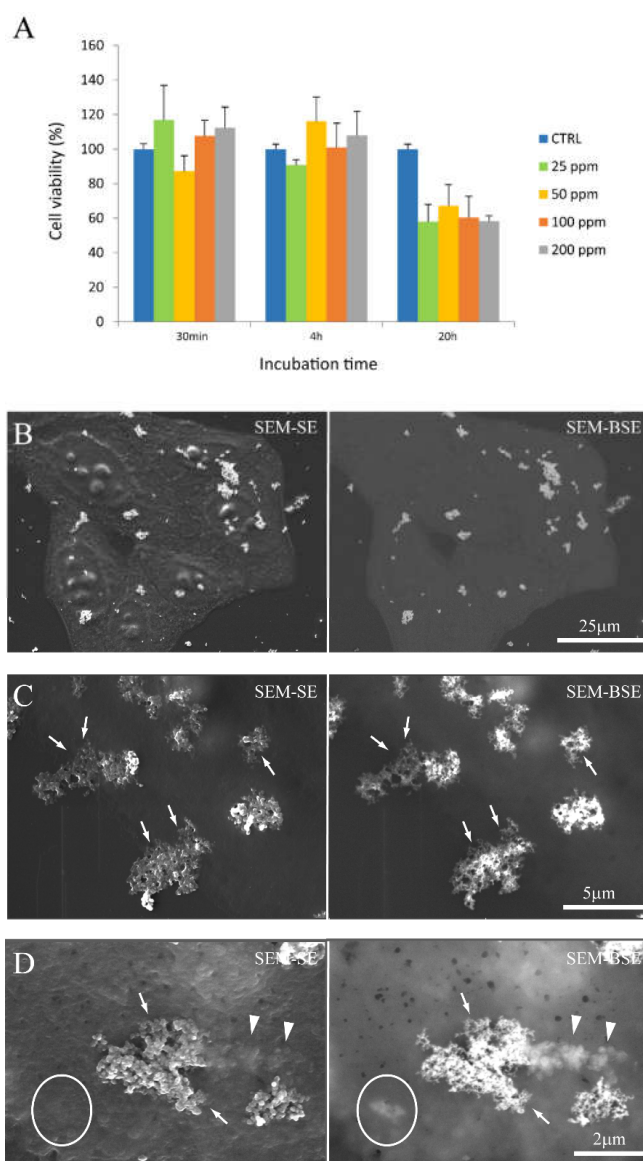 A
160
140
120
100
80
60
40
20
0
Cell viability (%)
30min 4h 20h
Incubation time
CTRL
25 ppm
50 ppm
100 ppm
200 ppm
B SEM-SE SEM-BSE
25μm
C SEM-SE SEM-BSE
5μm
D SEM-SE SEM-BSE
2μm